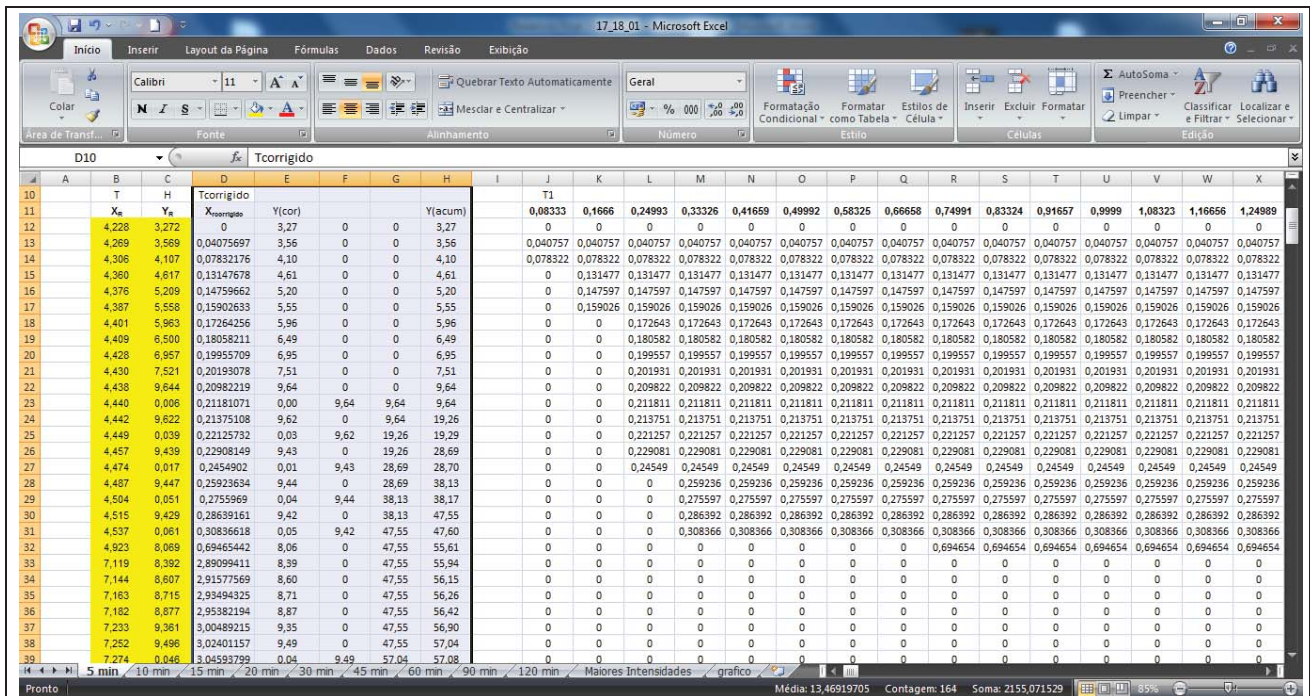 17_18_01 - Microsoft Excel
Início Inserir Layout da Página Fórmulas Dados Revisão Exibição
Calibri 11 A A Quebrar Texto Automaticamente Geral Σ AutoSoma
Colar Preencher
N I S A Mesclar e Centralizar % 000 Formatação Condicional Formatar como Tabela Estilos de Célula Inserir Excluir Formatar Limpar Classificar e Filtrar Localizar e Selecionar
Área de Transf... Fonte Alinhamento Número Estilo Células Edição
D10 fx Tcorrigido
A B C D E F G H I J K L M N O P Q R S T U V W X
10 T H Tcorrigido T1
11 X_R Y_R Y(cor) Y(acum) 0,08333 0,1666 0,24993 0,33326 0,41659 0,49992 0,58325 0,66658 0,74991 0,83324 0,91657 0,9999 1,08323 1,16656 1,24989
12 4,228 3,272 0 3,27 0 0 3,27 0 0 0 0 0 0 0 0 0 0 0 0 0 0 0
13 4,269 3,569 0,04075697 3,56 0 0 3,56 0,040757 0,040757 0,040757 0,040757 0,040757 0,040757 0,040757 0,040757 0,040757 0,040757 0,040757 0,040757 0,040757 0,040757 0,040757
14 4,306 4,107 0,07832176 4,10 0 0 4,10 0,078322 0,078322 0,078322 0,078322 0,078322 0,078322 0,078322 0,078322 0,078322 0,078322 0,078322 0,078322 0,078322 0,078322 0,078322
15 4,360 4,617 0,13147678 4,61 0 0 4,61 0 0,131477 0,131477 0,131477 0,131477 0,131477 0,131477 0,131477 0,131477 0,131477 0,131477 0,131477 0,131477 0,131477 0,131477
16 4,376 5,209 0,14759662 5,20 0 0 5,20 0 0,147597 0,147597 0,147597 0,147597 0,147597 0,147597 0,147597 0,147597 0,147597 0,147597 0,147597 0,147597 0,147597 0,147597
17 4,387 5,558 0,15902633 5,55 0 0 5,55 0 0,159026 0,159026 0,159026 0,159026 0,159026 0,159026 0,159026 0,159026 0,159026 0,159026 0,159026 0,159026 0,159026 0,159026
18 4,401 5,963 0,17264256 5,96 0 0 5,96 0 0 0,172643 0,172643 0,172643 0,172643 0,172643 0,172643 0,172643 0,172643 0,172643 0,172643 0,172643 0,172643 0,172643
19 4,409 6,500 0,18058211 6,49 0 0 6,49 0 0 0,180582 0,180582 0,180582 0,180582 0,180582 0,180582 0,180582 0,180582 0,180582 0,180582 0,180582 0,180582 0,180582
20 4,428 6,957 0,19955709 6,95 0 0 6,95 0 0 0,199557 0,199557 0,199557 0,199557 0,199557 0,199557 0,199557 0,199557 0,199557 0,199557 0,199557 0,199557 0,199557
21 4,430 7,521 0,20193078 7,51 0 0 7,51 0 0 0,201931 0,201931 0,201931 0,201931 0,201931 0,201931 0,201931 0,201931 0,201931 0,201931 0,201931 0,201931 0,201931
22 4,438 9,644 0,20982219 9,64 0 0 9,64 0 0 0,209822 0,209822 0,209822 0,209822 0,209822 0,209822 0,209822 0,209822 0,209822 0,209822 0,209822 0,209822 0,209822
23 4,440 0,006 0,21181071 0,00 9,64 9,64 9,64 0 0 0,211811 0,211811 0,211811 0,211811 0,211811 0,211811 0,211811 0,211811 0,211811 0,211811 0,211811 0,211811 0,211811
24 4,442 9,622 0,21375108 9,62 0 9,64 19,26 0 0 0,213751 0,213751 0,213751 0,213751 0,213751 0,213751 0,213751 0,213751 0,213751 0,213751 0,213751 0,213751 0,213751
25 4,449 0,039 0,22125732 0,03 9,62 19,26 19,29 0 0 0,221257 0,221257 0,221257 0,221257 0,221257 0,221257 0,221257 0,221257 0,221257 0,221257 0,221257 0,221257 0,221257
26 4,457 9,439 0,22908149 9,43 0 19,26 28,69 0 0 0,229081 0,229081 0,229081 0,229081 0,229081 0,229081 0,229081 0,229081 0,229081 0,229081 0,229081 0,229081 0,229081
27 4,474 0,017 0,2454902 0,01 9,43 28,69 28,70 0 0 0,24549 0,24549 0,24549 0,24549 0,24549 0,24549 0,24549 0,24549 0,24549 0,24549 0,24549 0,24549 0,24549
28 4,487 9,447 0,25923634 9,44 0 28,69 38,13 0 0 0 0,259236 0,259236 0,259236 0,259236 0,259236 0,259236 0,259236 0,259236 0,259236 0,259236 0,259236 0,259236
29 4,504 0,051 0,2755969 0,04 9,44 38,13 38,17 0 0 0 0,275597 0,275597 0,275597 0,275597 0,275597 0,275597 0,275597 0,275597 0,275597 0,275597 0,275597 0,275597
30 4,515 9,429 0,28639161 9,42 0 38,13 47,55 0 0 0 0,286392 0,286392 0,286392 0,286392 0,286392 0,286392 0,286392 0,286392 0,286392 0,286392 0,286392 0,286392
31 4,537 0,061 0,30836618 0,05 9,42 47,55 47,60 0 0 0 0,308366 0,308366 0,308366 0,308366 0,308366 0,308366 0,308366 0,308366 0,308366 0,308366 0,308366 0,308366
32 4,923 8,069 0,69465442 8,06 0 47,55 55,61 0 0 0 0 0 0 0 0 0,694654 0,694654 0,694654 0,694654 0,694654 0,694654 0,694654
33 7,119 8,392 2,89099411 8,39 0 47,55 55,94 0 0 0 0 0 0 0 0 0 0 0 0 0 0 0
34 7,144 8,607 2,91577569 8,60 0 47,55 56,15 0 0 0 0 0 0 0 0 0 0 0 0 0 0 0
35 7,163 8,715 2,93494325 8,71 0 47,55 56,26 0 0 0 0 0 0 0 0 0 0 0 0 0 0 0
36 7,182 8,877 2,95382194 8,87 0 47,55 56,42 0 0 0 0 0 0 0 0 0 0 0 0 0 0 0
37 7,233 9,361 3,00489215 9,35 0 47,55 56,90 0 0 0 0 0 0 0 0 0 0 0 0 0 0 0
38 7,252 9,496 3,02401157 9,49 0 47,55 57,04 0 0 0 0 0 0 0 0 0 0 0 0 0 0 0
39 7,274 0,046 3,04593799 0,04 9,49 57,04 57,08 0 0 0 0 0 0 0 0 0 0 0 0 0 0 0
5 min 10 min 15 min 20 min 30 min 45 min 60 min 90 min 120 min Maiores Intensidades grafico
Pronto Média: 13,46919705 Contagem: 164 Soma: 2155,071529 85%